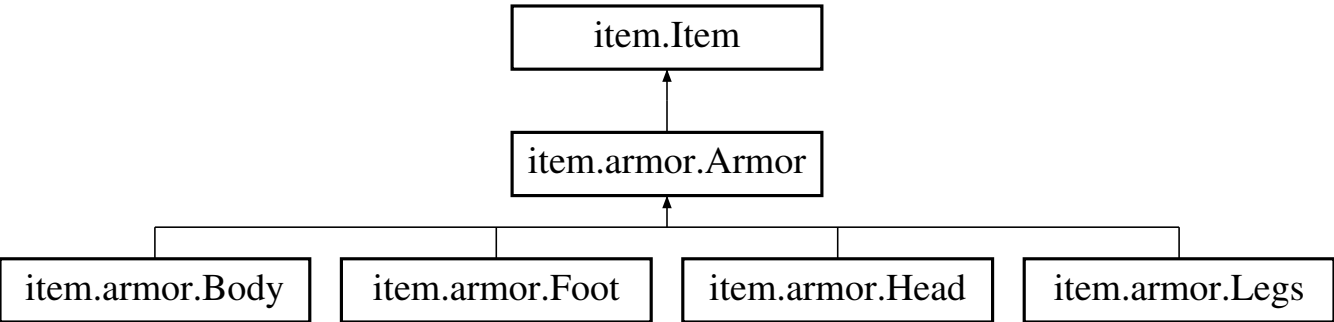 item.Item
item.armor.Armor
item.armor.Body
item.armor.Foot
item.armor.Head
item.armor.Legs